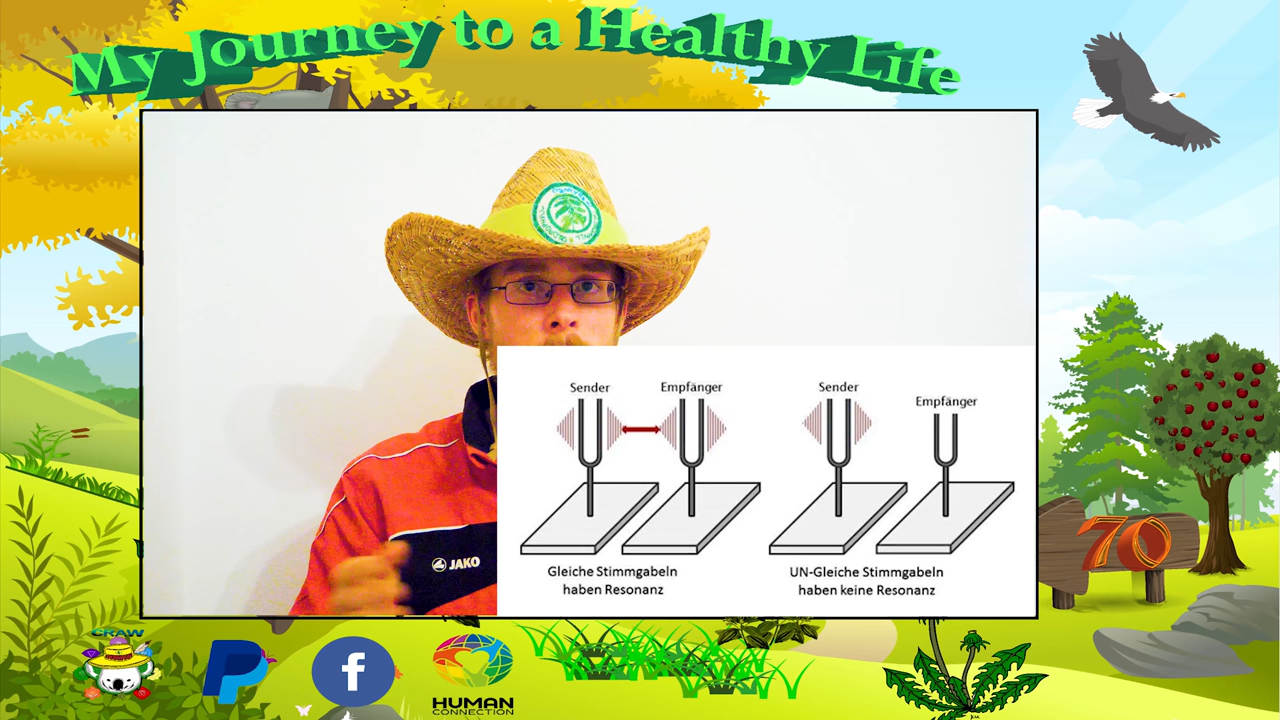 My Journey to a Healthy Life
Sender
Empfänger
Sender
Empfänger
Gleiche Stimmgabeln
haben Resonanz
UN-Gleiche Stimmgabeln
haben keine Resonanz
JAKO
70
CRAW
f
HUMAN
CONNECTION